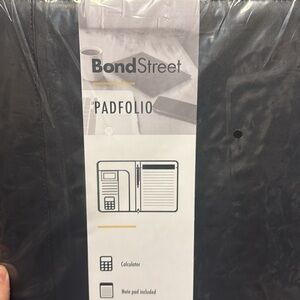 BondStreet
PADFOLIO
Calculator
Note pad included